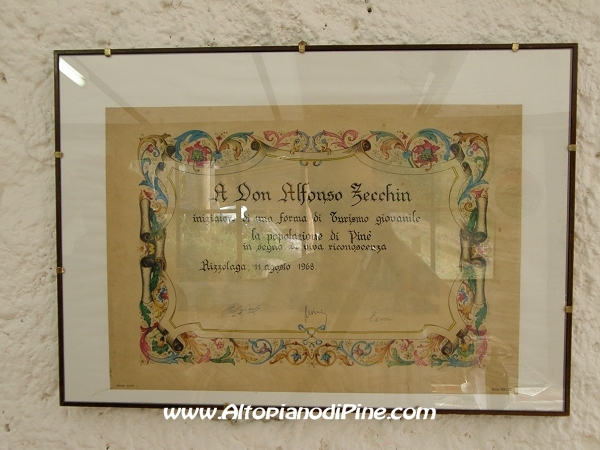 A Don Alfonso Zecchin
iniziatore di una forma di Turismo giovanile
la popolazione di Piné
in segno di viva riconoscenza
Rizzolaga, 11 agosto 1968
www.AltopianodiPine.com